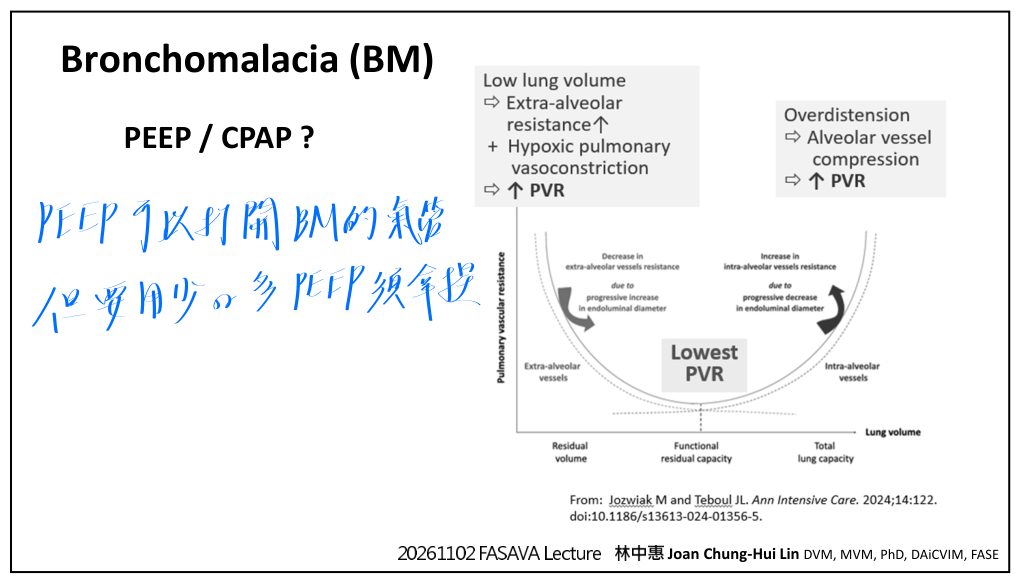 Bronchomalacia (BM)
PEEP / CPAP ?
PEEP 可以打開 BM的氣管
但要用少。多 PEEP須拿捏
Low lung volume
⇨ Extra-alveolar
resistance↑
+ Hypoxic pulmonary
vasoconstriction
⇨ ↑ PVR
Overdistension
⇨ Alveolar vessel
compression
⇨ ↑ PVR
Pulmonary vascular resistance
Decrease in
extra-alveolar vessels resistance
due to
progressive increase
in endoluminal diameter
Increase in
intra-alveolar vessels resistance
due to
progressive decrease
in endoluminal diameter
Lowest
PVR
Extra-alveolar
vessels
Intra-alveolar
vessels
Lung volume
Residual
volume
Functional
residual capacity
Total
lung capacity
From: Jozwiak M and Teboul JL. Ann Intensive Care. 2024;14:122.
doi:10.1186/s13613-024-01356-5.
20261102 FASAVA Lecture 林中惠 Joan Chung-Hui Lin DVM, MVM, PhD, DAiCVIM, FASE